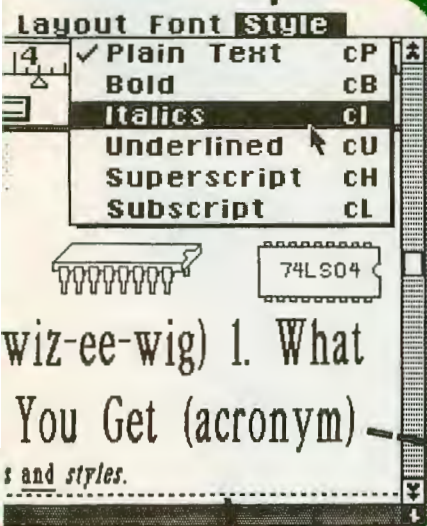 Layout Font Style
4 ✓ Plain Text cP
Bold cB
Italics cI
Underlined cU
Superscript cH
Subscript cL
74LS04
wiz-ee-wig) 1. What
You Get (acronym)
s and styles.